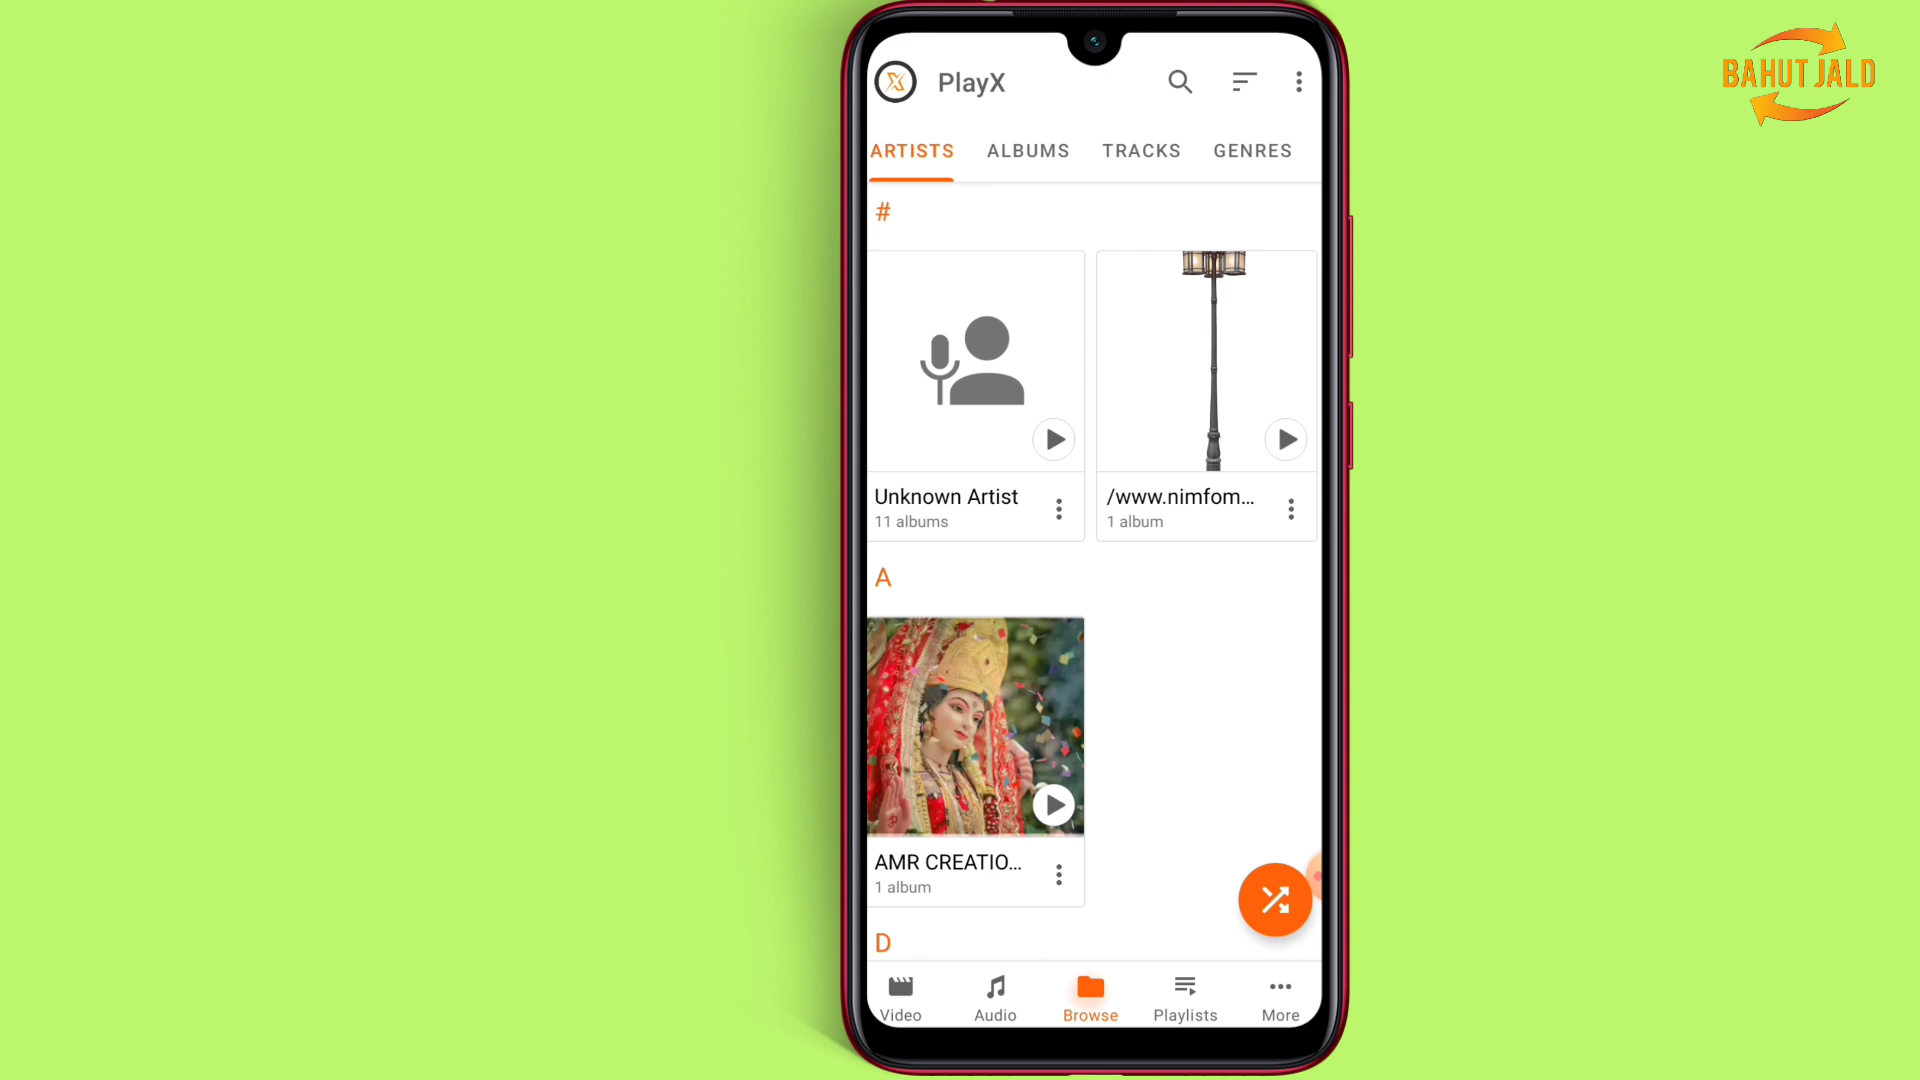 BAHUT JALD
PlayX
ARTISTS ALBUMS TRACKS GENRES
#
Unknown Artist
11 albums
/www.nimfom...
1 album
A
AMR CREATIO...
1 album
D
Video Audio Browse Playlists More